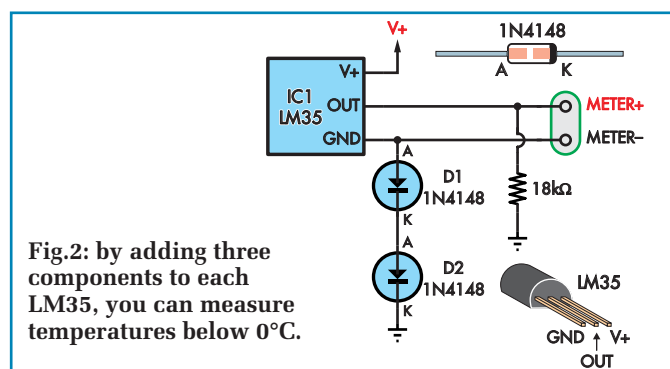 V+
1N4148
A K
V+
IC1
LM35
OUT
GND
METER+
METER–
A
D1
1N4148
K
18kΩ
A
D2
1N4148
K
Fig.2: by adding three
components to each
LM35, you can measure
temperatures below 0°C.
LM35
GND V+
OUT